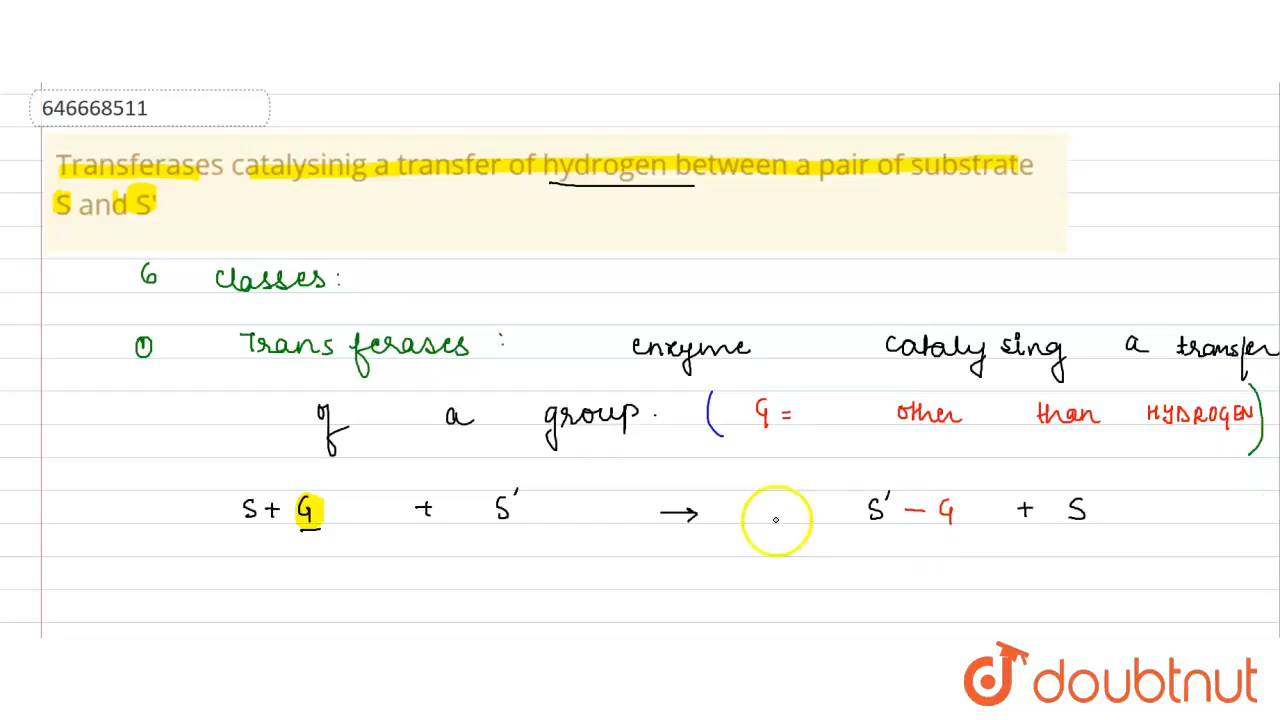 646668511
Transferases catalysinig a transfer of hydrogen between a pair of substrate
S and S'
6 Classes:
① Transferases: enzyme catalysing a transfer
of a group. ( G = other than HYDROGEN )
S + G + S' → S' - G + S
doubtnut